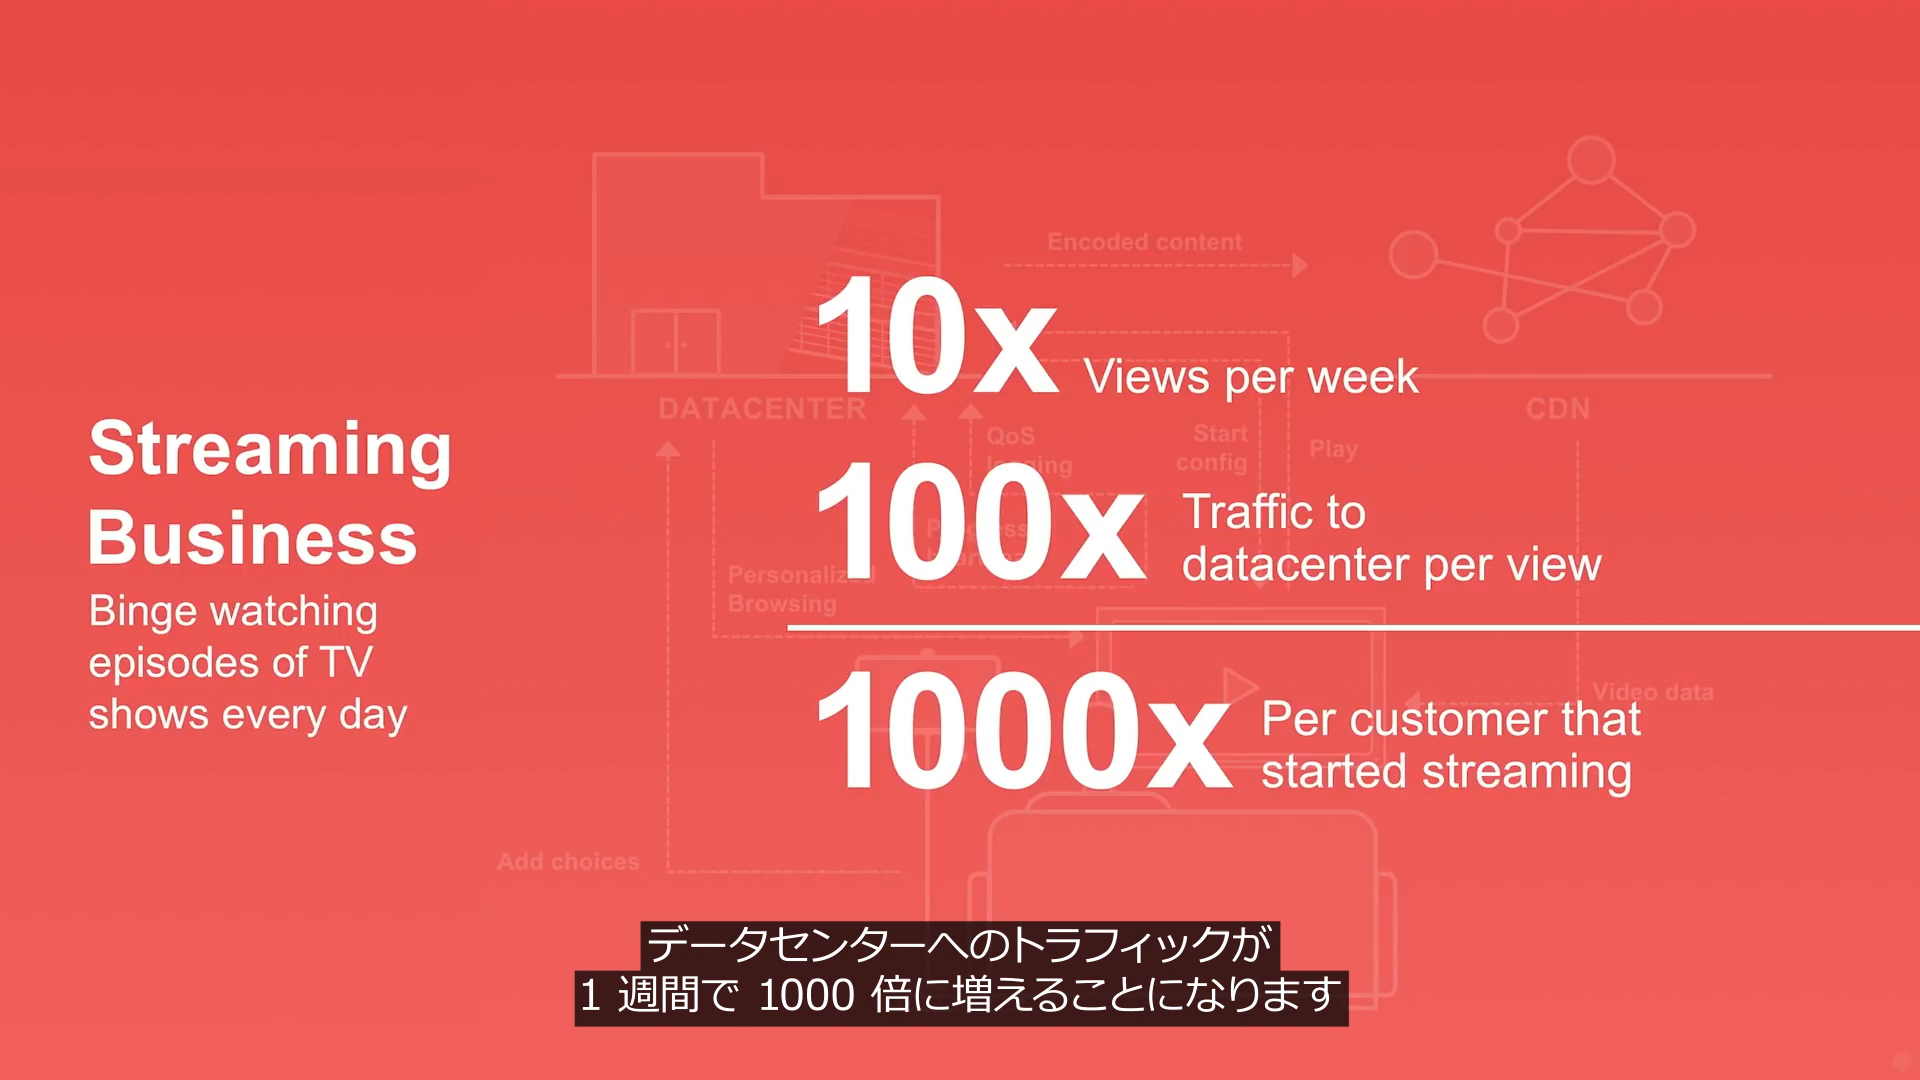 Streaming
Business
Binge watching
episodes of TV
shows every day
10x Views per week
100x Traffic to
datacenter per view
1000x Per customer that
started streaming
Encoded content
DATACENTER
CDN
QoS
Start
config
Play
Personalized
Browsing
Video data
Add choices
データセンターへのトラフィックが
1 週間で 1000 倍に増えることになります